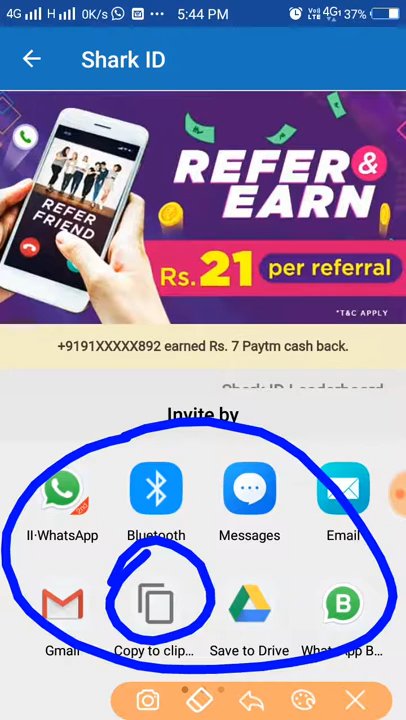 4G H 0K/s ... 5:44 PM 4G 37%
Shark ID
REFER &
EARN
REFER
FRIEND
Rs. 21 per referral
*T&C APPLY
+9191XXXXX892 earned Rs. 7 Paytm cash back.
Shark ID Leaderboard
Invite by
II·WhatsApp Bluetooth Messages Email
Gmail Copy to clip... Save to Drive WhatsApp B...